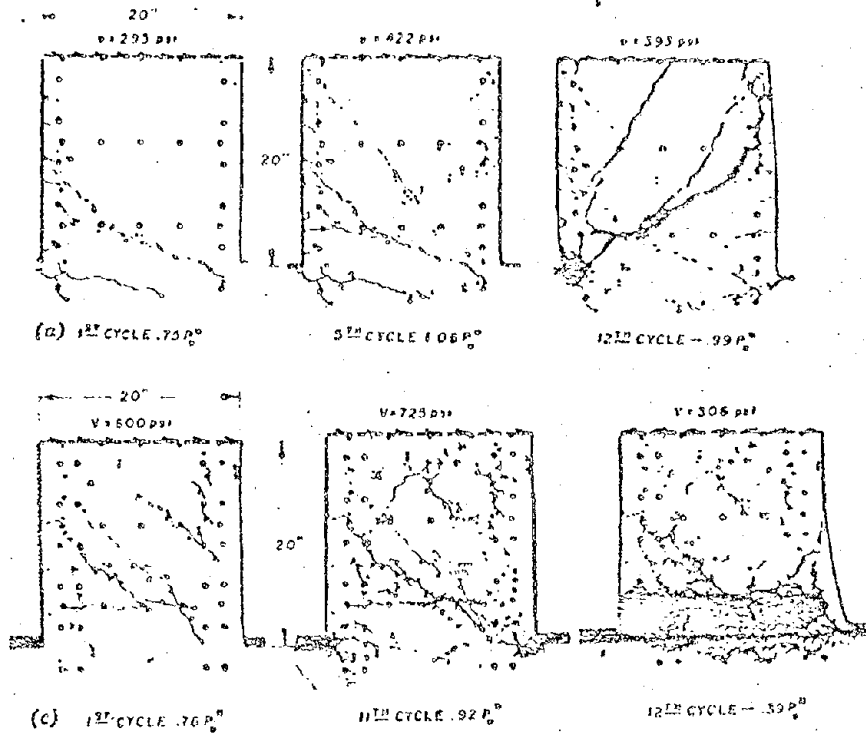 20"
v = 293 psi
v = 422 psi
v = 393 psi
20"
(a) 1ST CYCLE .75 P
5TH CYCLE 1.06 P
12TH CYCLE - .99 P
20"
V = 600 psi
V = 725 psi
V = 306 psi
20"
(c) 1ST CYCLE .76 P
11TH CYCLE .92 P
12TH CYCLE - .39 P